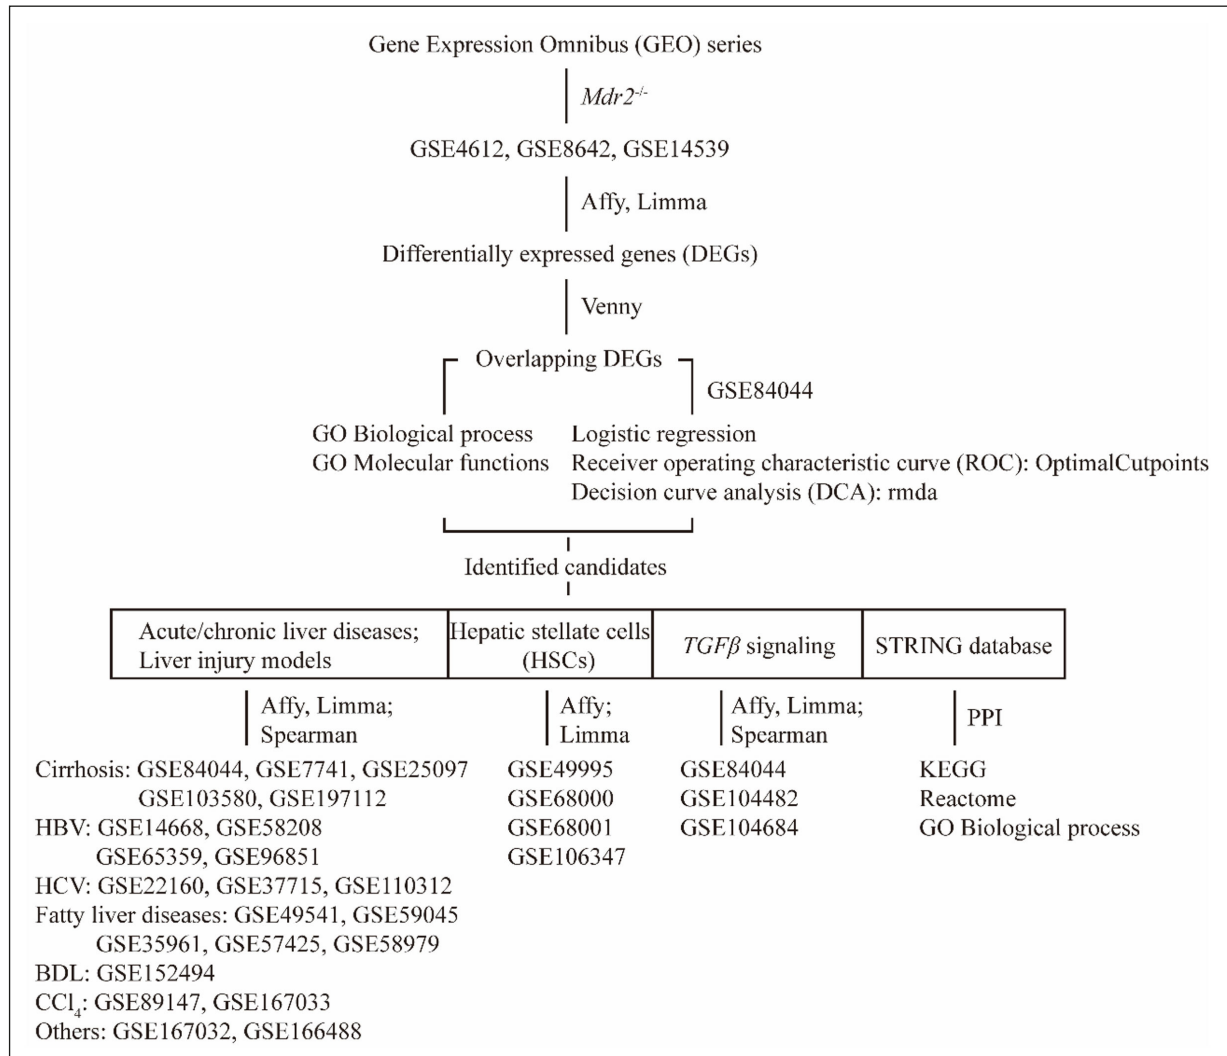 Gene Expression Omnibus (GEO) series
Mdr2-/-
GSE4612, GSE8642, GSE14539
Affy, Limma
Differentially expressed genes (DEGs)
Venny
Overlapping DEGs
GSE84044
GO Biological process
GO Molecular functions
Logistic regression
Receiver operating characteristic curve (ROC): OptimalCutpoints
Decision curve analysis (DCA): rmda
Identified candidates
Acute/chronic liver diseases;
Liver injury models
Hepatic stellate cells
(HSCs)
TGFβ signaling
STRING database
Affy, Limma;
Spearman
Affy;
Limma
Affy, Limma;
Spearman
PPI
Cirrhosis: GSE84044, GSE7741, GSE25097
GSE103580, GSE197112
HBV: GSE14668, GSE58208
GSE65359, GSE96851
HCV: GSE22160, GSE37715, GSE110312
Fatty liver diseases: GSE49541, GSE59045
GSE35961, GSE57425, GSE58979
BDL: GSE152494
CCl4: GSE89147, GSE167033
Others: GSE167032, GSE166488
GSE49995
GSE68000
GSE68001
GSE106347
GSE84044
GSE104482
GSE104684
KEGG
Reactome
GO Biological process